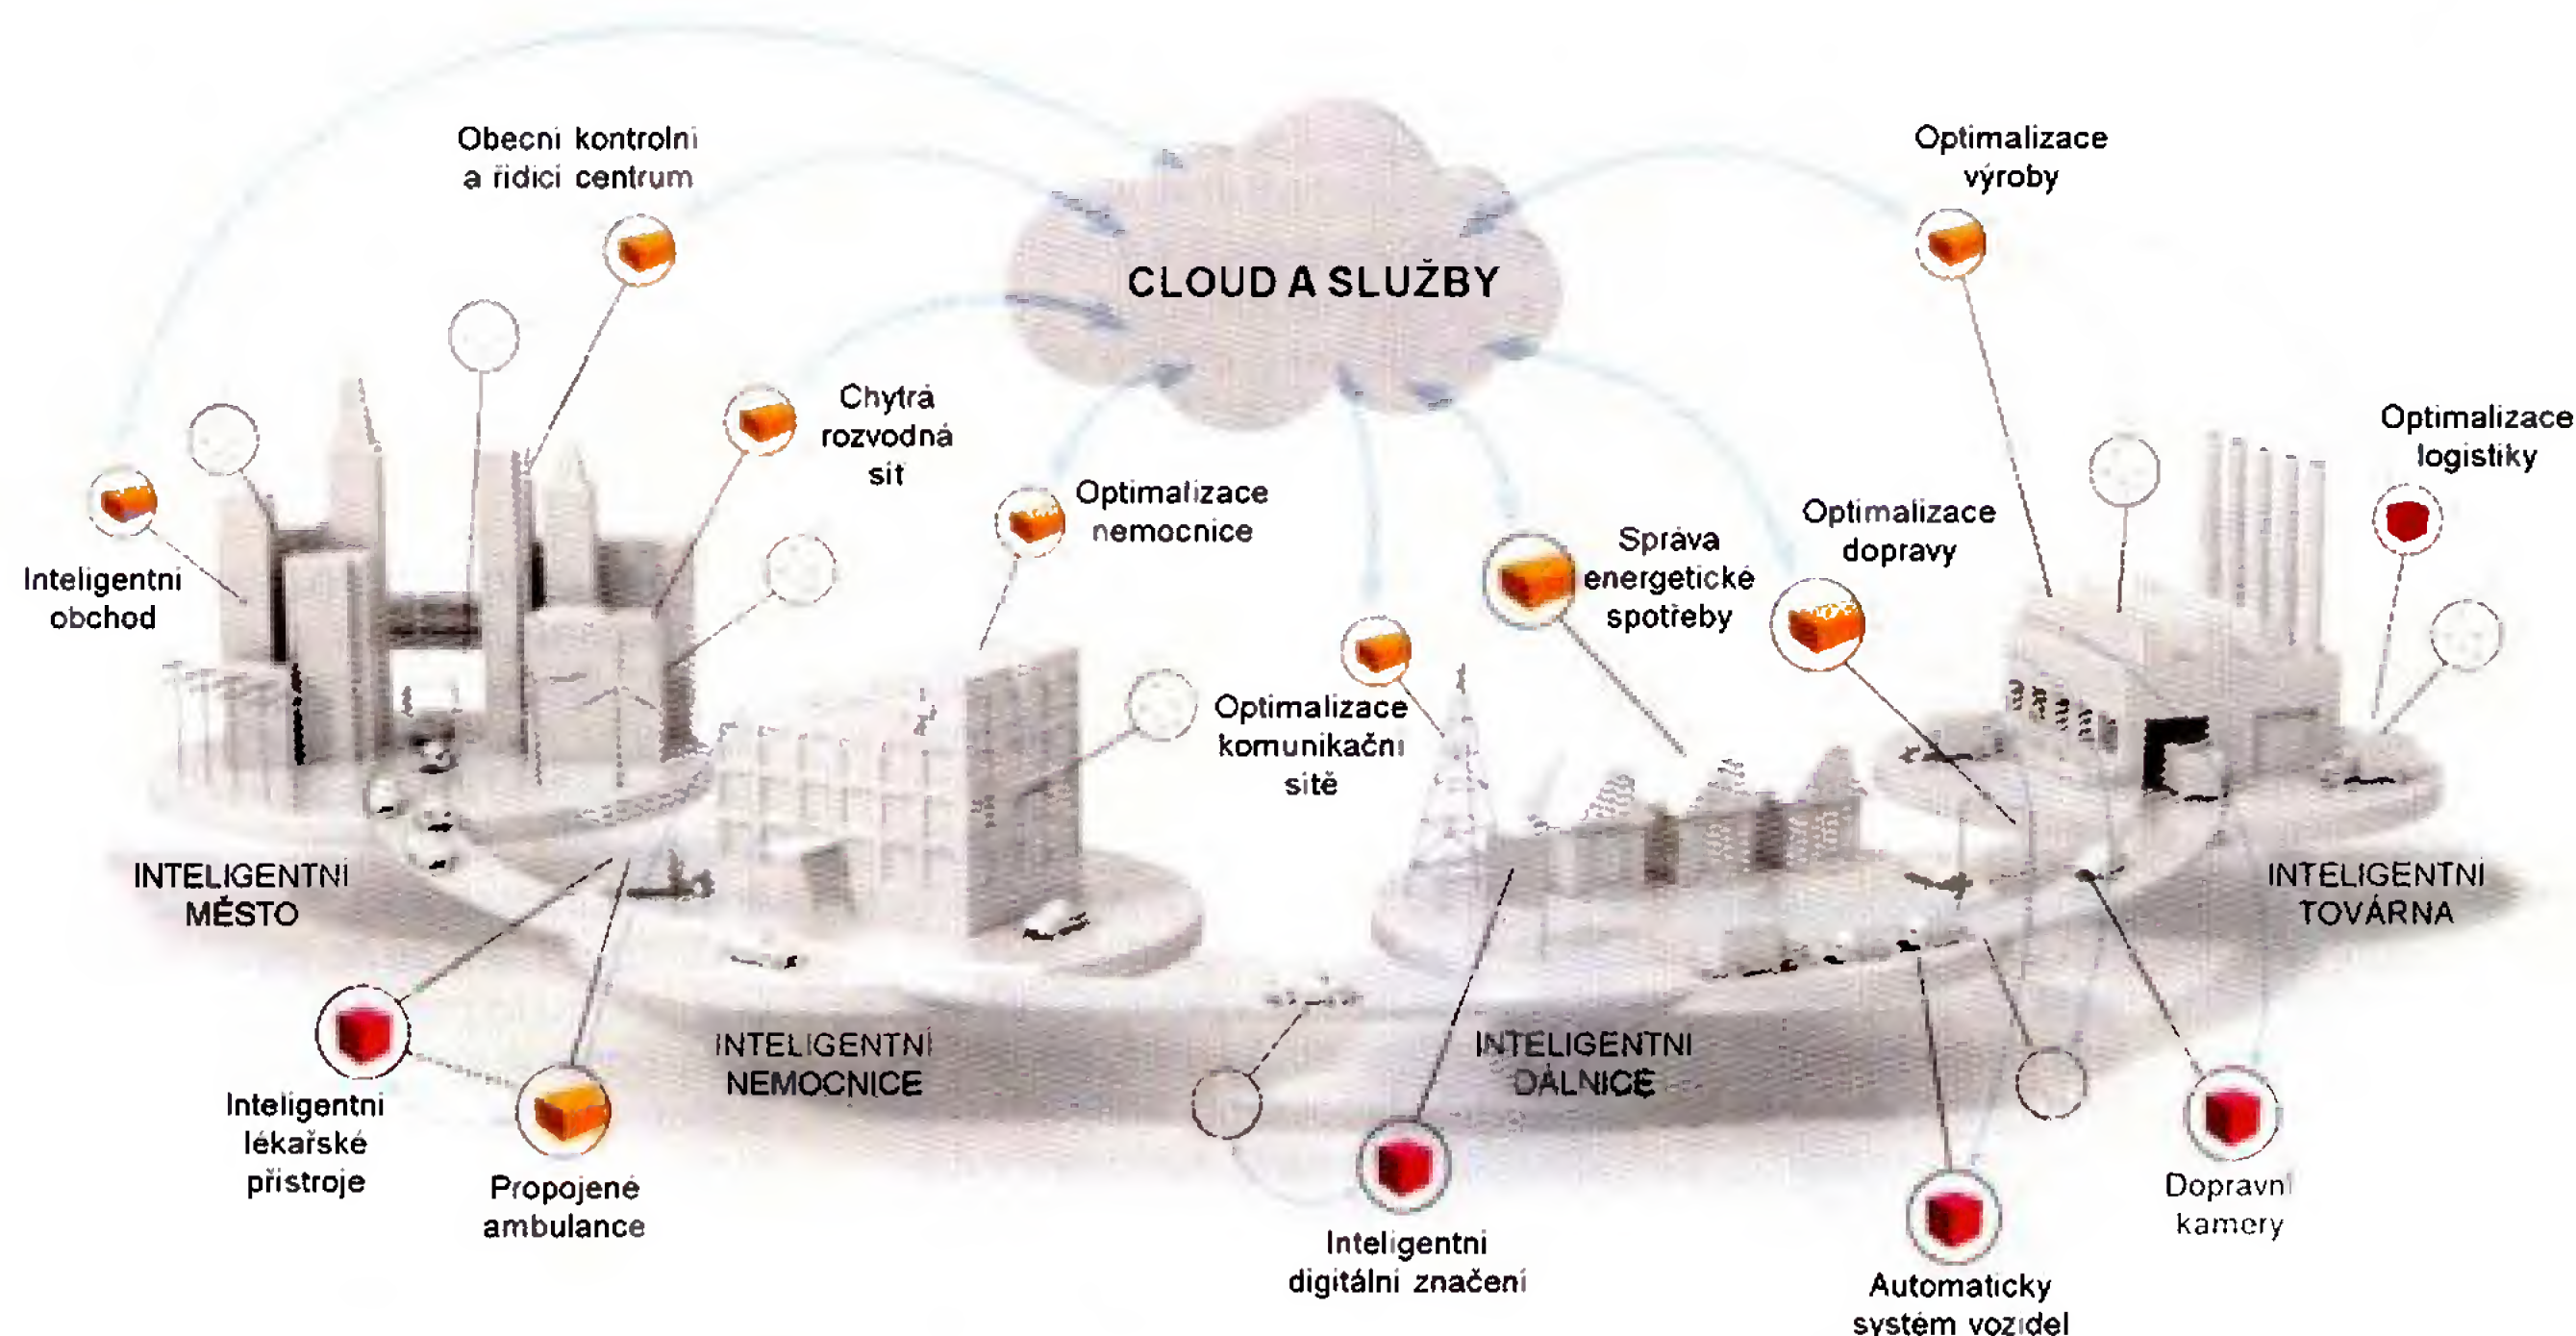 Obecní kontrolní
a řídicí centrum
CLOUD A SLUŽBY
Optimalizace
výroby
Chytrá
rozvodná
síť
Optimalizace
logistiky
Optimalizace
nemocnice
Optimalizace
dopravy
Správa
energetické
spotřeby
Inteligentní
obchod
Optimalizace
komunikační
sítě
INTELIGENTNÍ
MĚSTO
INTELIGENTNÍ
TOVÁRNA
INTELIGENTNÍ
NEMOCNICE
INTELIGENTNÍ
DÁLNICE
Inteligentní
lékařské
přístroje
Propojené
ambulance
Inteligentní
digitální značení
Dopravní
kamery
Automatický
systém vozidel